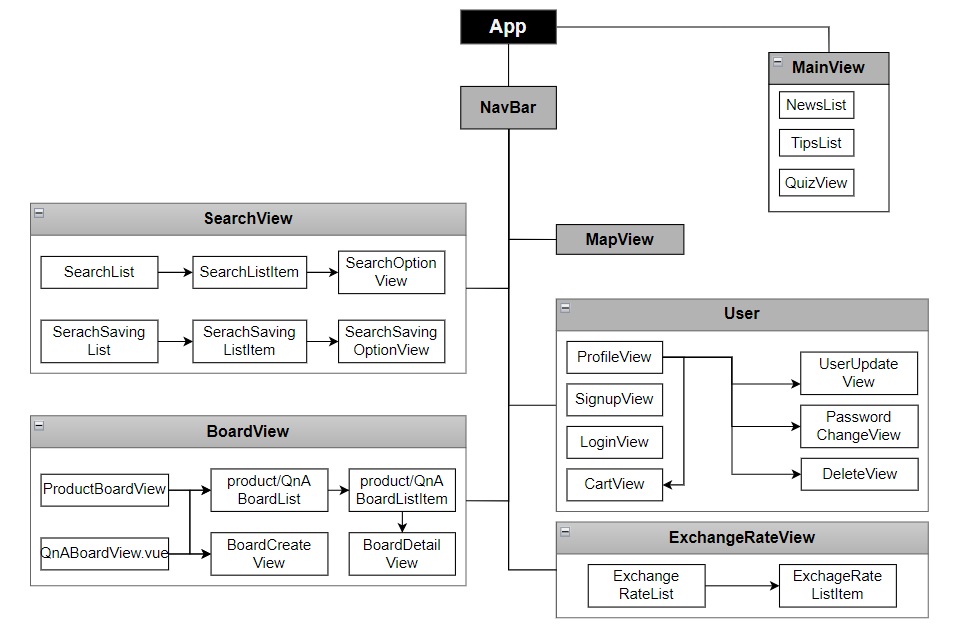 App
MainView
NewsList
TipsList
QuizView
NavBar
SearchView
SearchList
SearchListItem
SearchOption
View
SerachSaving
List
SerachSaving
ListItem
SearchSaving
OptionView
MapView
User
ProfileView
SignupView
LoginView
CartView
UserUpdate
View
Password
ChangeView
DeleteView
BoardView
ProductBoardView
product/QnA
BoardList
product/QnA
BoardListItem
QnABoardView.vue
BoardCreate
View
BoardDetail
View
ExchangeRateView
Exchange
RateList
ExchageRate
ListItem